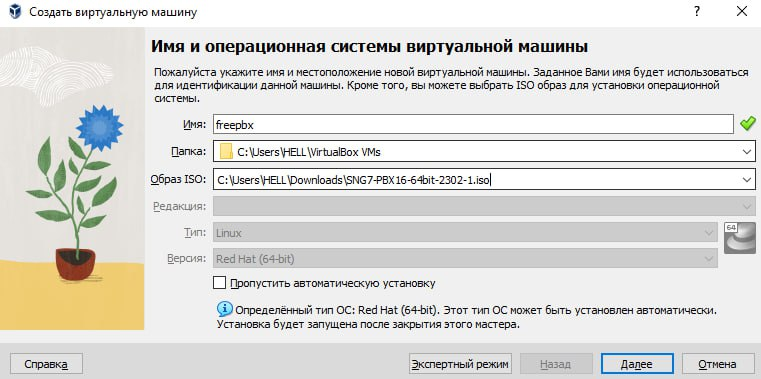 Создать виртуальную машину
Имя и операционная системы виртуальной машины
Пожалуйста укажите имя и местоположение новой виртуальной машины. Заданное Вами имя будет использоваться
для идентификации данной машины. Кроме того, вы можете выбрать ISO образ для установки операционной
системы.
Имя: freepbx
Папка: C:\Users\HELL\VirtualBox VMs
Образ ISO: C:\Users\HELL\Downloads\SNG7-PBX16-64bit-2302-1.iso
Редакция:
Тип: Linux 64
Версия: Red Hat (64-bit)
Пропустить автоматическую установку
Определённый тип ОС: Red Hat (64-bit). Этот тип ОС может быть установлен автоматически.
Установка будет запущена после закрытия этого мастера.
Справка Экспертный режим Назад Далее Отмена